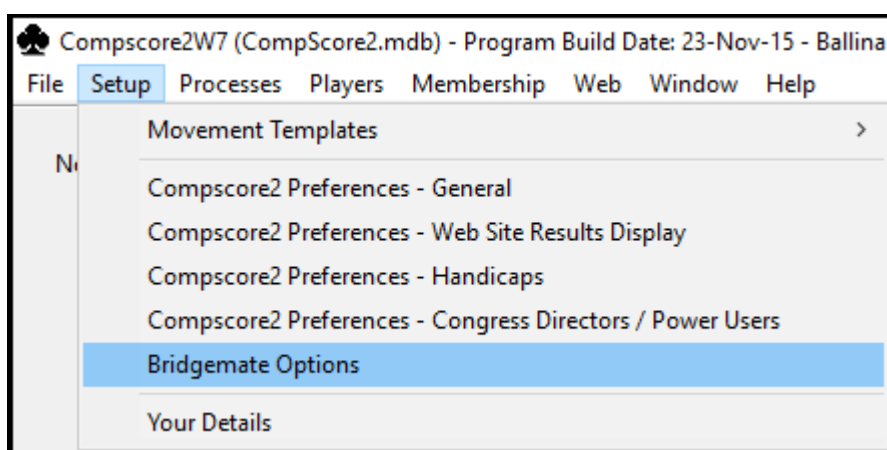 Compscore2W7 (CompScore2.mdb) - Program Build Date: 23-Nov-15 - Ballina
File Setup Processes Players Membership Web Window Help
Movement Templates
Compscore2 Preferences - General
Compscore2 Preferences - Web Site Results Display
Compscore2 Preferences - Handicaps
Compscore2 Preferences - Congress Directors / Power Users
Bridgemate Options
Your Details